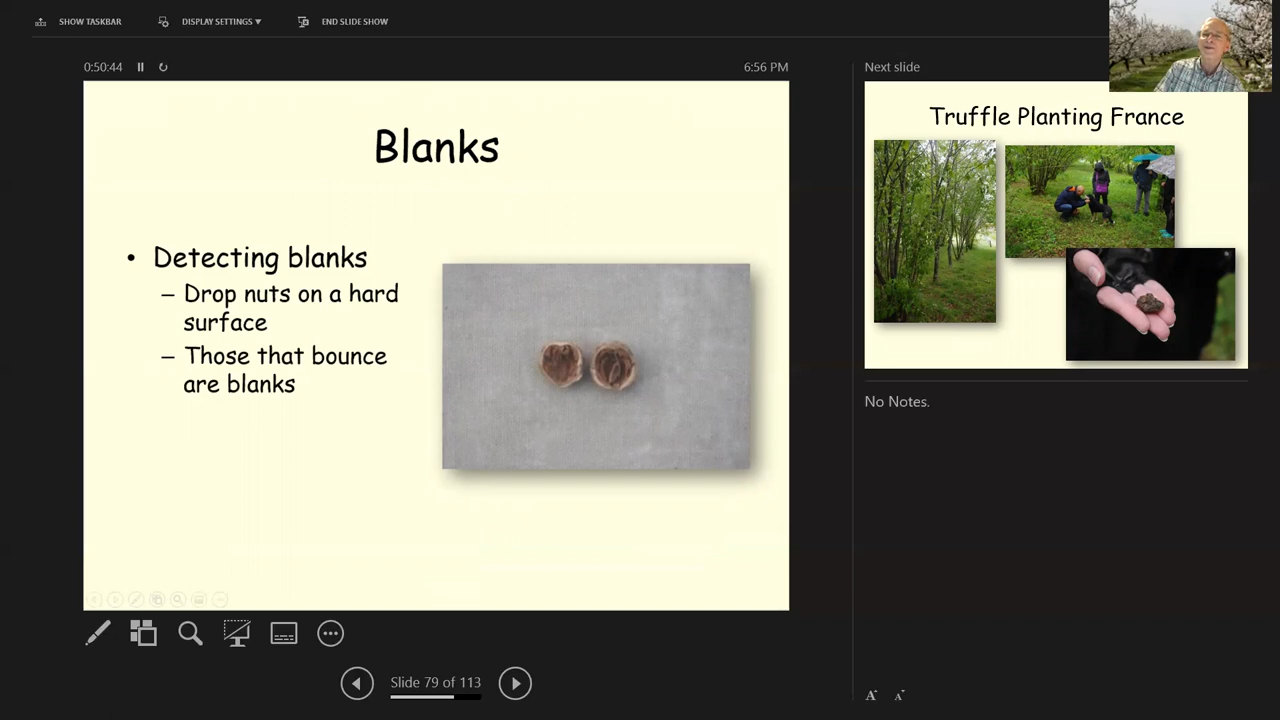 SHOW TASKBAR
DISPLAY SETTINGS ▼
END SLIDE SHOW
0:50:44
6:56 PM
Blanks
• Detecting blanks
– Drop nuts on a hard
surface
– Those that bounce
are blanks
Next slide
Truffle Planting France
No Notes.
Slide 79 of 113
A A